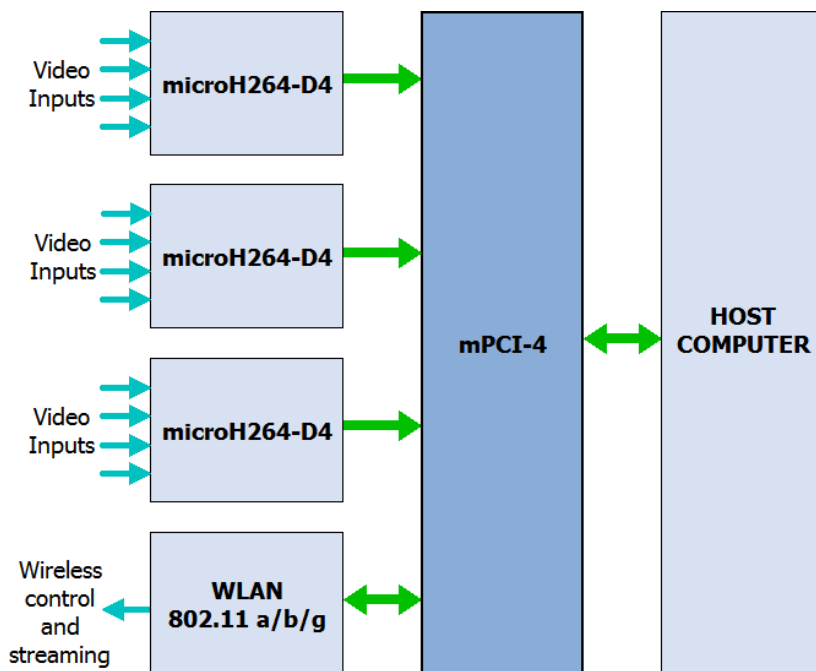 Video
Inputs
microH264-D4
Video
Inputs
microH264-D4
Video
Inputs
microH264-D4
Wireless
control
and
streaming
WLAN
802.11 a/b/g
mPCI-4
HOST
COMPUTER